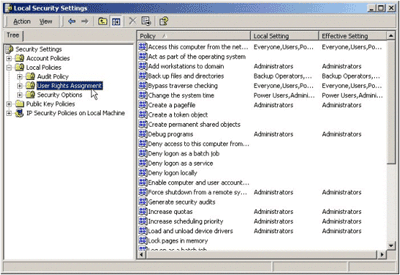 Local Security Settings
Action View
Tree
Security Settings
Account Policies
Local Policies
Audit Policy
User Rights Assignment
Security Options
Public Key Policies
IP Security Policies on Local Machine
Policy Local Setting Effective Setting
Access this computer from the net... Everyone,Users,Po... Everyone,Users,Po...
Act as part of the operating system
Add workstations to domain Administrators Administrators
Back up files and directories Backup Operators,... Backup Operators,...
Bypass traverse checking Everyone,Users,Po... Everyone,Users,Po...
Change the system time Power Users,Admini... Power Users,Admini...
Create a pagefile Administrators Administrators
Create a token object
Create permanent shared objects
Debug programs Administrators Administrators
Deny access to this computer from...
Deny logon as a batch job
Deny logon as a service
Deny logon locally
Enable computer and user account...
Force shutdown from a remote sy... Administrators Administrators
Generate security audits
Increase quotas Administrators Administrators
Increase scheduling priority Administrators Administrators
Load and unload device drivers Administrators Administrators
Lock pages in memory
Log on as a batch job